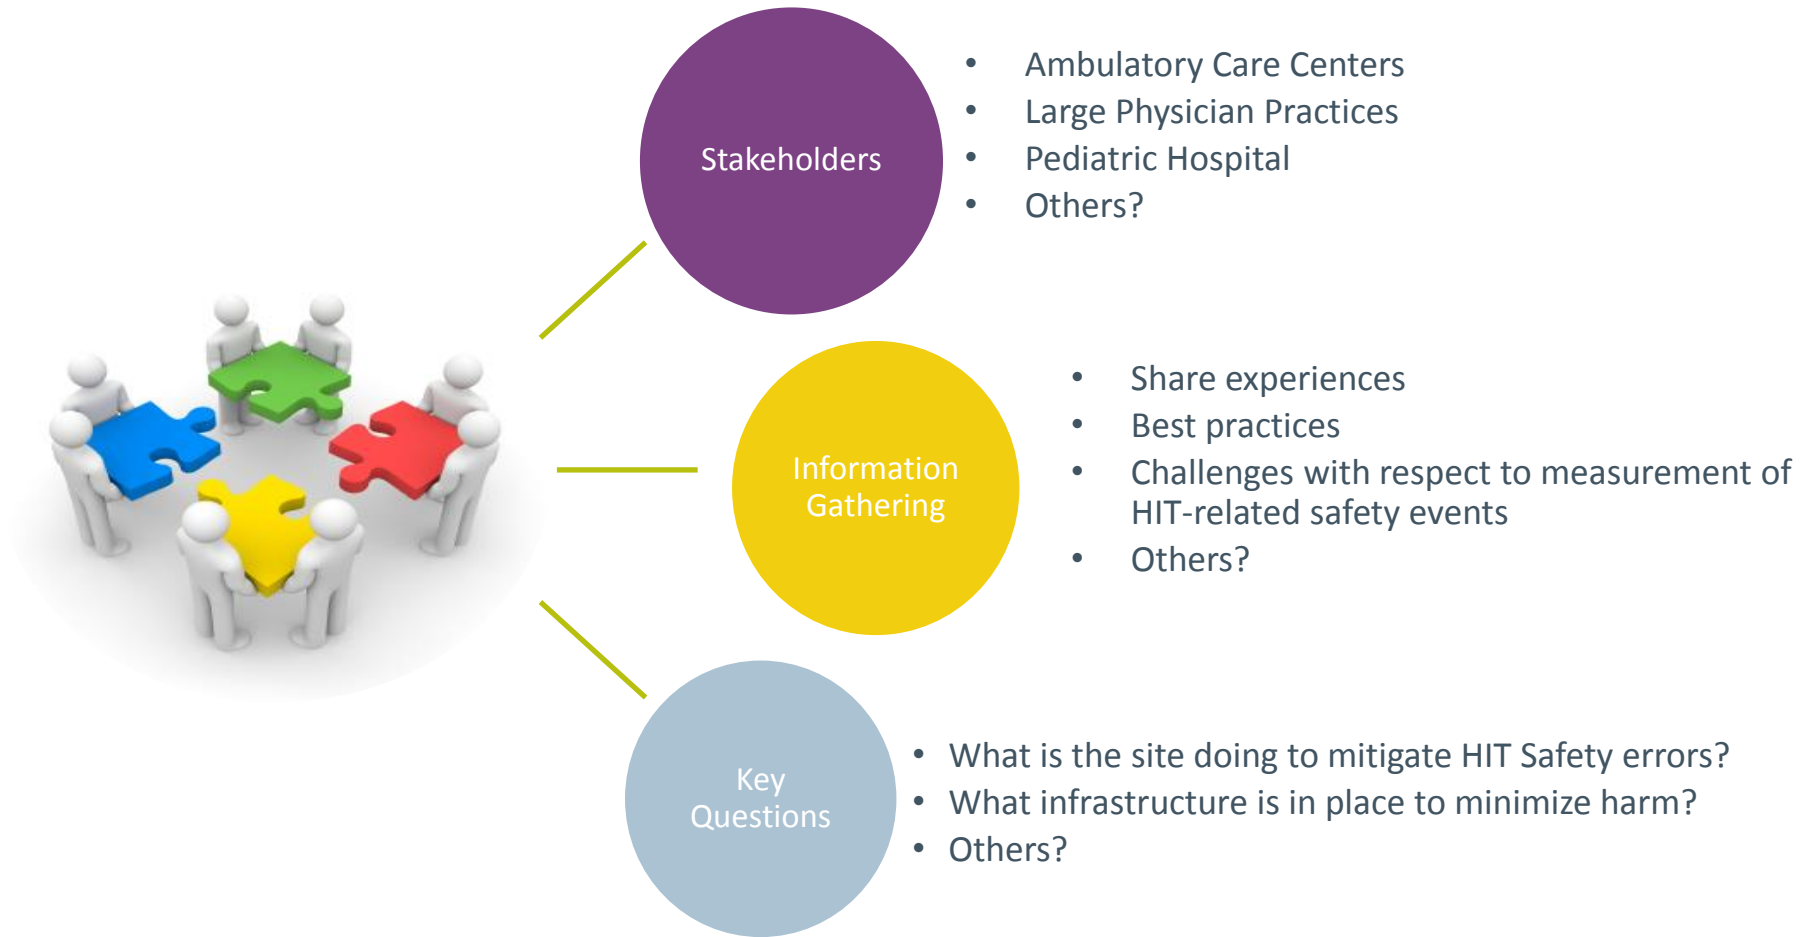 Stakeholders
• Ambulatory Care Centers
• Large Physician Practices
• Pediatric Hospital
• Others?
Information
Gathering
• Share experiences
• Best practices
• Challenges with respect to measurement of
HIT-related safety events
• Others?
Key
Questions
• What is the site doing to mitigate HIT Safety errors?
• What infrastructure is in place to minimize harm?
• Others?